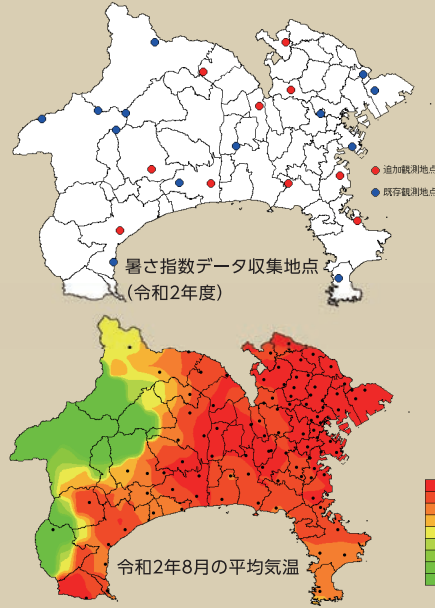 追加観測地点
既存観測地点
暑さ指数データ収集地点
(令和2年度)
令和2年8月の平均気温